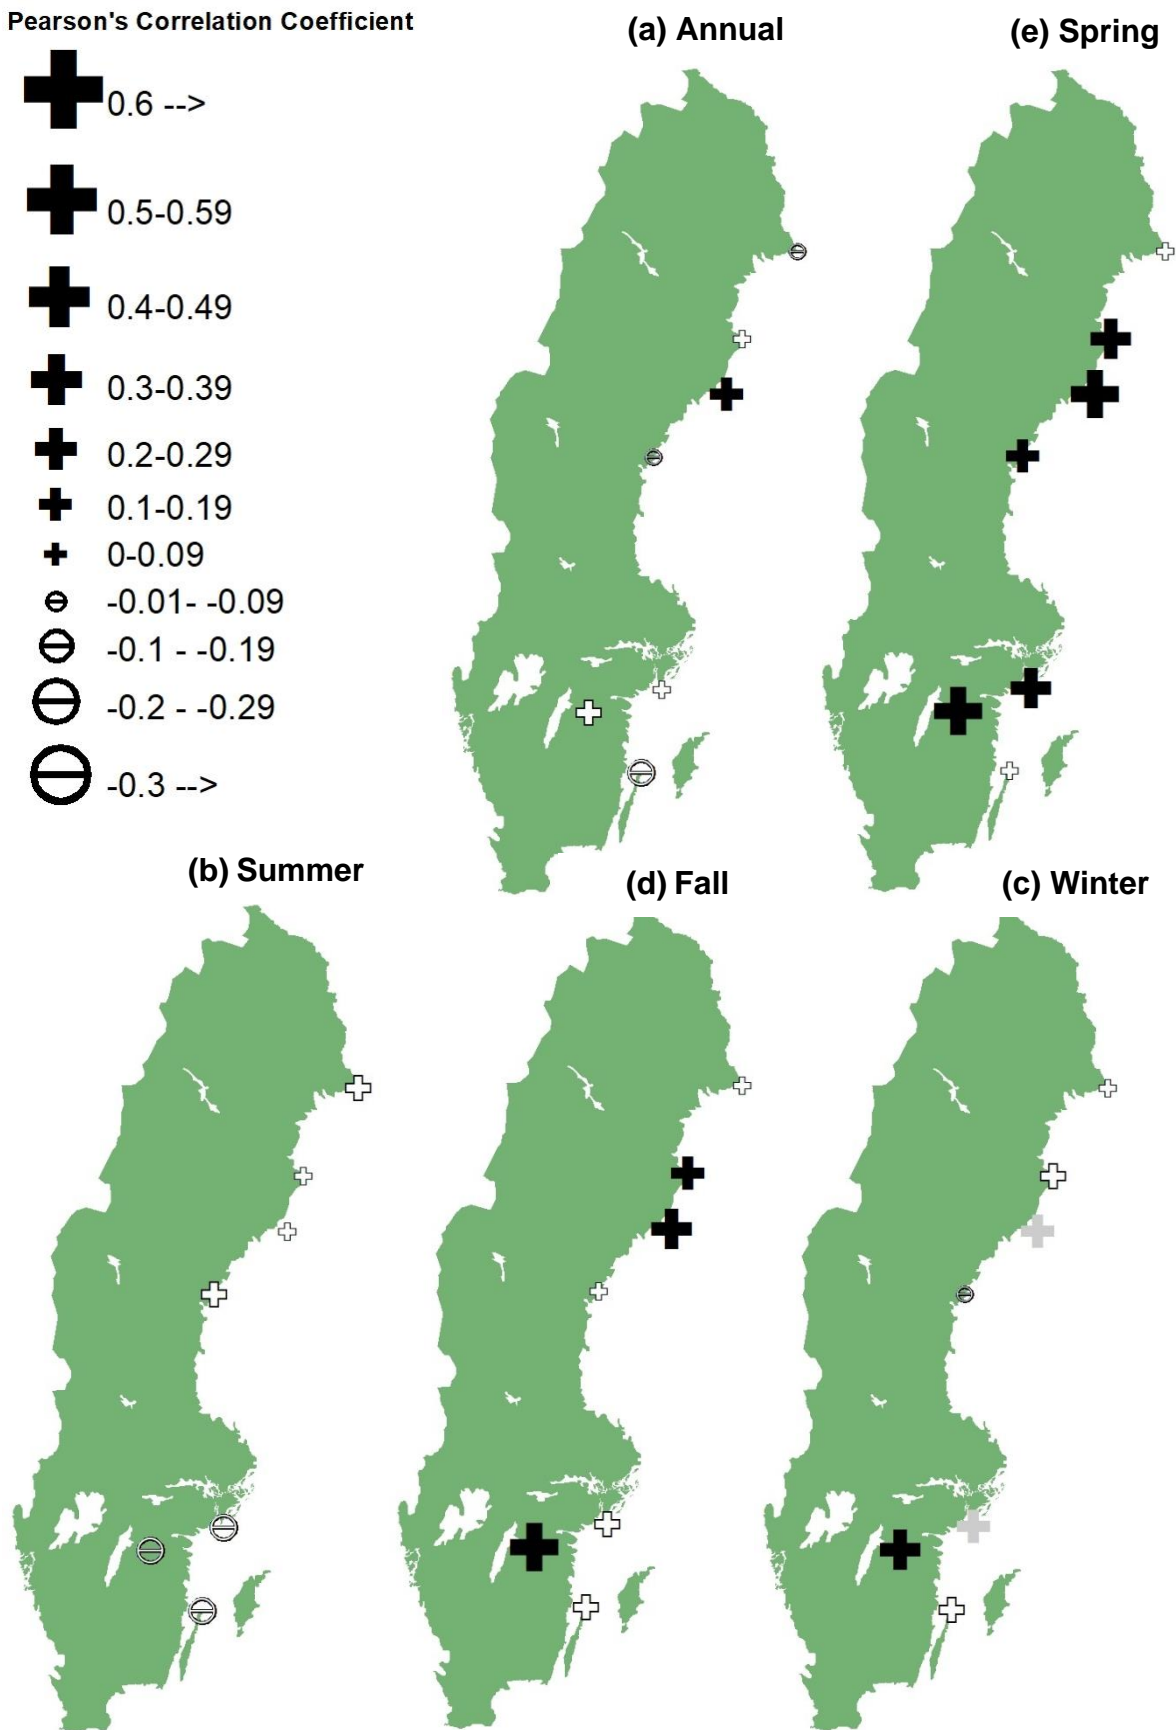 Pearson's Correlation Coefficient
0.6 -->
0.5-0.59
0.4-0.49
0.3-0.39
0.2-0.29
0.1-0.19
0-0.09
-0.01- -0.09
-0.1 - -0.19
-0.2 - -0.29
-0.3 -->
(a) Annual
(e) Spring
(b) Summer
(d) Fall
(c) Winter